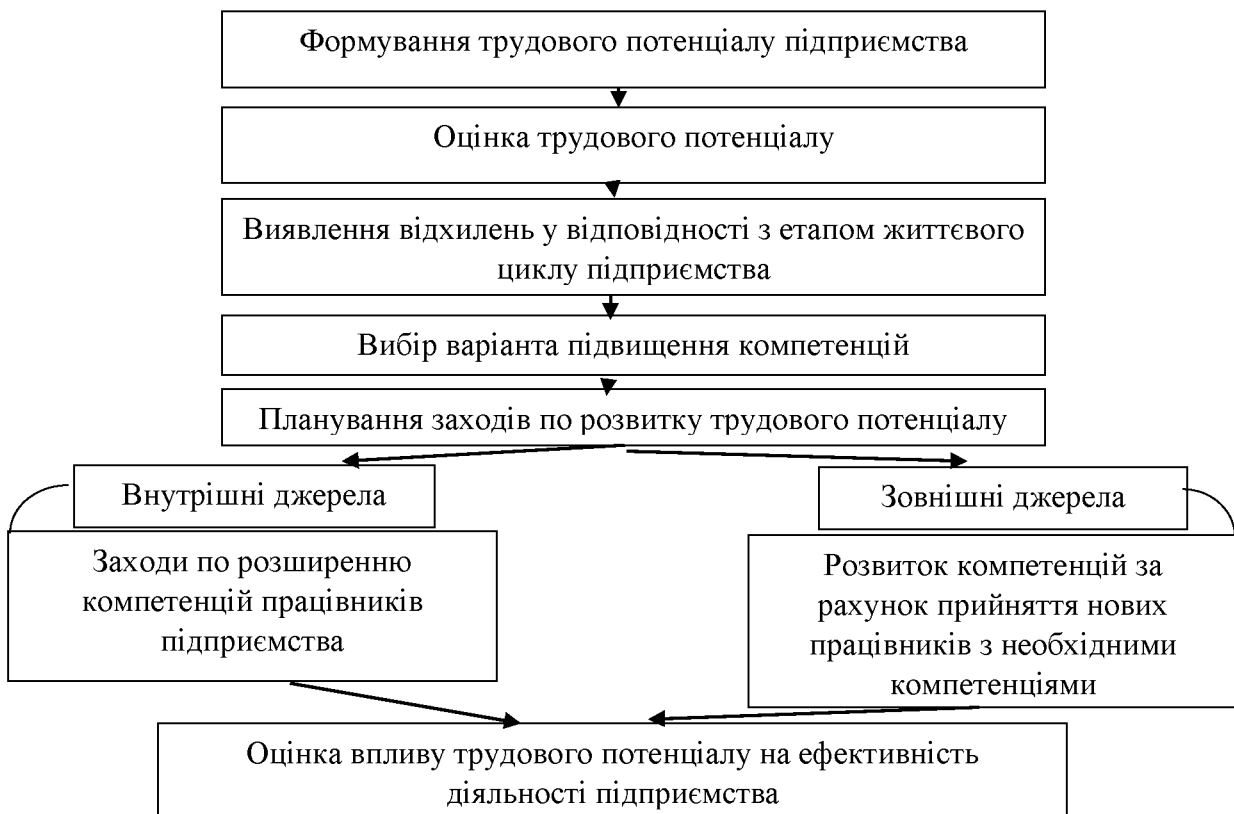 Формування трудового потенціалу підприємства
Оцінка трудового потенціалу
Виявлення відхилень у відповідності з етапом життєвого
циклу підприємства
Вибір варіанта підвищення компетенцій
Планування заходів по розвитку трудового потенціалу
Внутрішні джерела
Зовнішні джерела
Заходи по розширенню
компетенцій працівників
підприємства
Розвиток компетенцій за
рахунок прийняття нових
працівників з необхідними
компетенціями
Оцінка впливу трудового потенціалу на ефективність
діяльності підприємства